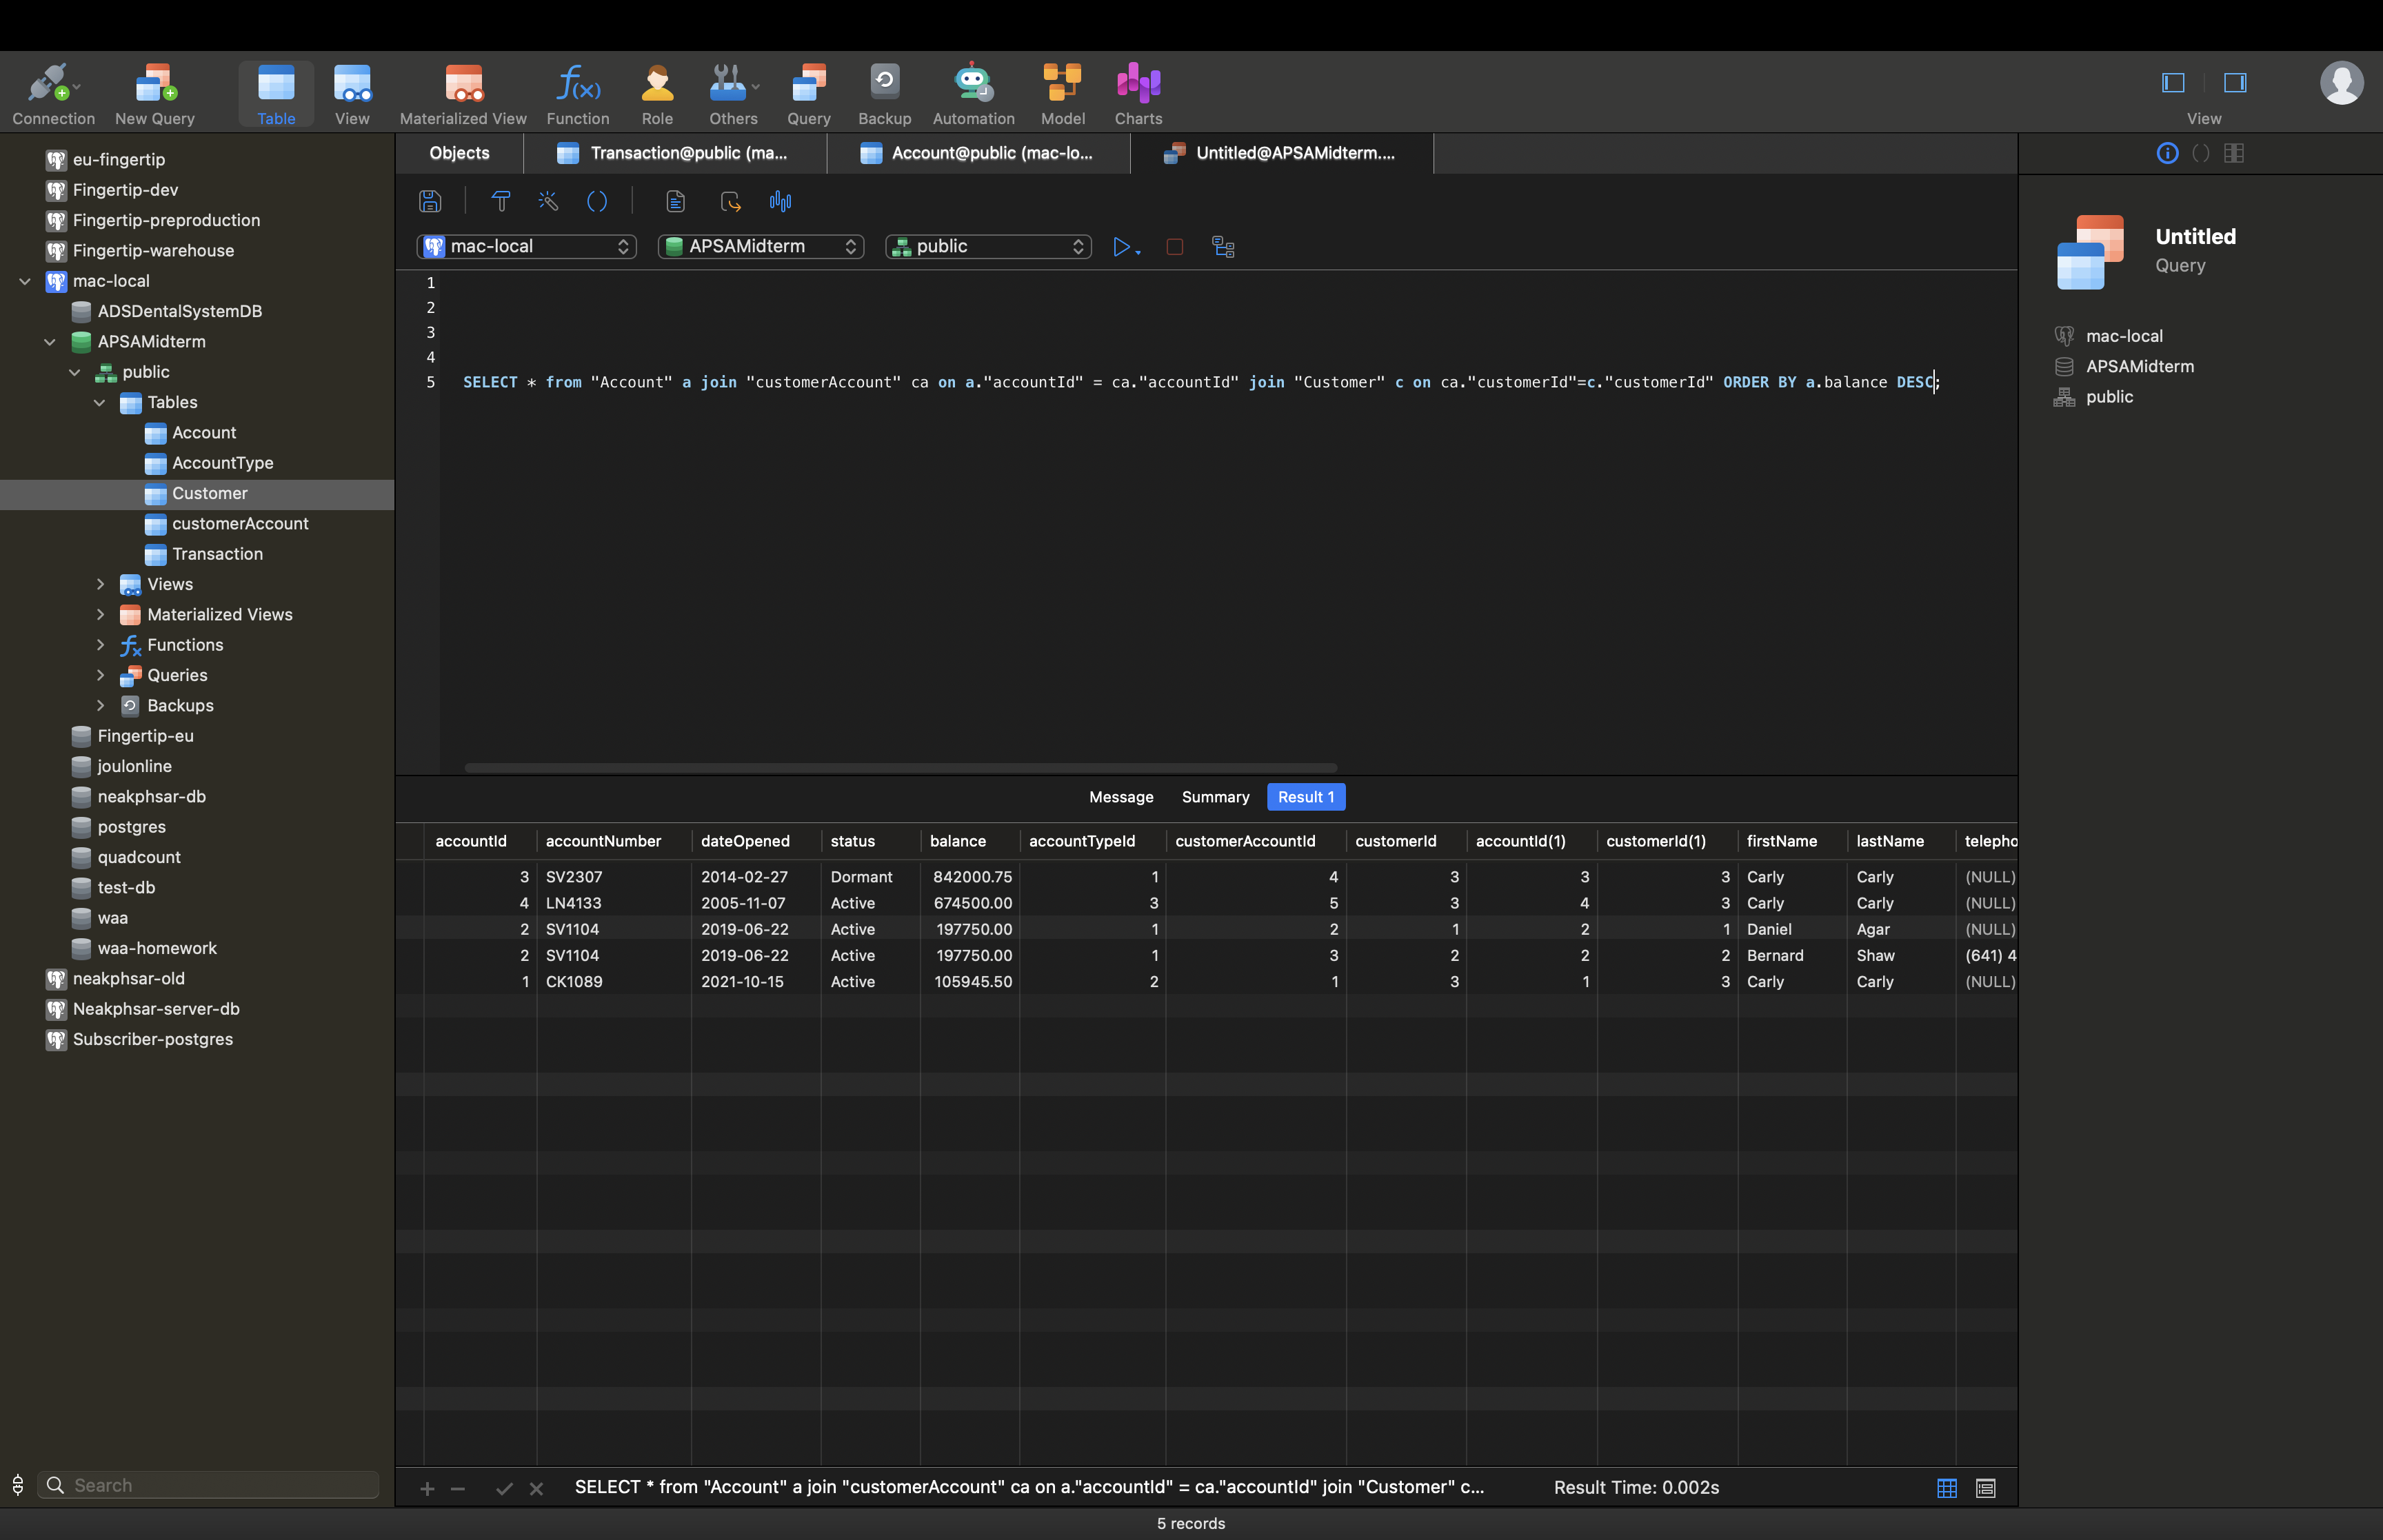 Connection New Query Table View Materialized View Function Role Others Query Backup Automation Model Charts View
eu-fingertip
Fingertip-dev
Fingertip-preproduction
Fingertip-warehouse
mac-local
ADSDentalSystemDB
APSAMidterm
public
Tables
Account
AccountType
Customer
customerAccount
Transaction
Views
Materialized Views
Functions
Queries
Backups
Fingertip-eu
joulonline
neakphsar-db
postgres
quadcount
test-db
waa
waa-homework
neakphsar-old
Neakphsar-server-db
Subscriber-postgres
Search
Objects Transaction@public (ma... Account@public (mac-lo... Untitled@APSAMidterm....
mac-local APSAMidterm public
1
2
3
4
5 SELECT * from "Account" a join "customerAccount" ca on a."accountId" = ca."accountId" join "Customer" c on ca."customerId"=c."customerId" ORDER BY a.balance DESC;
Message Summary Result 1
accountId accountNumber dateOpened status balance accountTypeId customerAccountId customerId accountId(1) customerId(1) firstName lastName telepho
3 SV2307 2014-02-27 Dormant 842000.75 1 4 3 3 3 Carly Carly (NULL)
4 LN4133 2005-11-07 Active 674500.00 3 5 3 4 3 Carly Carly (NULL)
2 SV1104 2019-06-22 Active 197750.00 1 2 1 2 1 Daniel Agar (NULL)
2 SV1104 2019-06-22 Active 197750.00 1 3 2 2 2 Bernard Shaw (641) 4
1 CK1089 2021-10-15 Active 105945.50 2 1 3 1 3 Carly Carly (NULL)
SELECT * from "Account" a join "customerAccount" ca on a."accountId" = ca."accountId" join "Customer" c... Result Time: 0.002s
5 records
Untitled
Query
mac-local
APSAMidterm
public